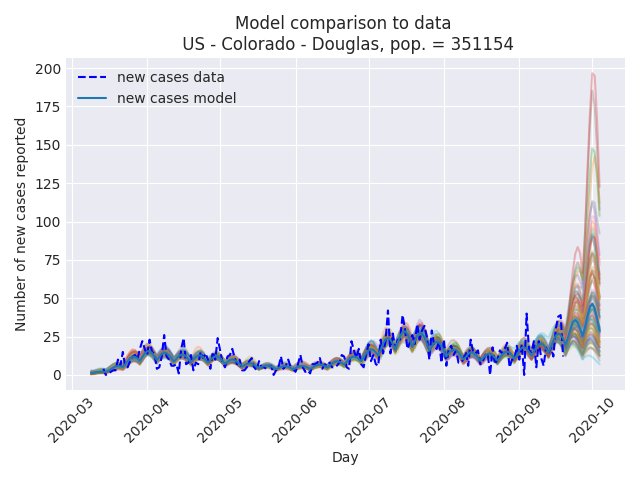 Model comparison to data
US - Colorado - Douglas, pop. = 351154
new cases data
new cases model
Number of new cases reported
200
175
150
125
100
75
50
25
0
2020-03
2020-04
2020-05
2020-06
2020-07
2020-08
2020-09
2020-10
Day